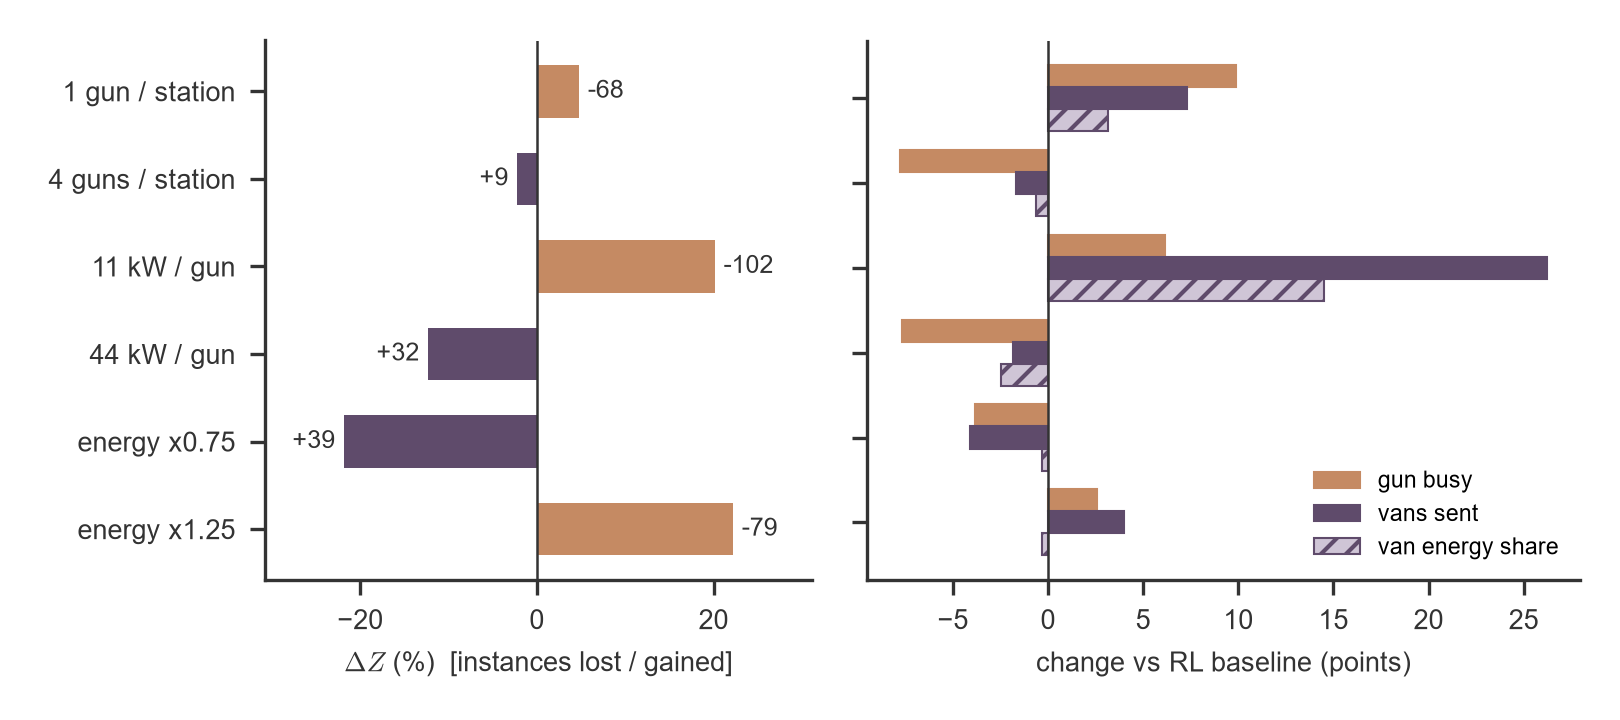 1 gun / station
4 guns / station
11 kW / gun
44 kW / gun
energy x0.75
energy x1.25
-68
+9
-102
+32
+39
-79
−20
0
20
ΔZ (%) [instances lost / gained]
gun busy
vans sent
van energy share
−5
0
5
10
15
20
25
change vs RL baseline (points)